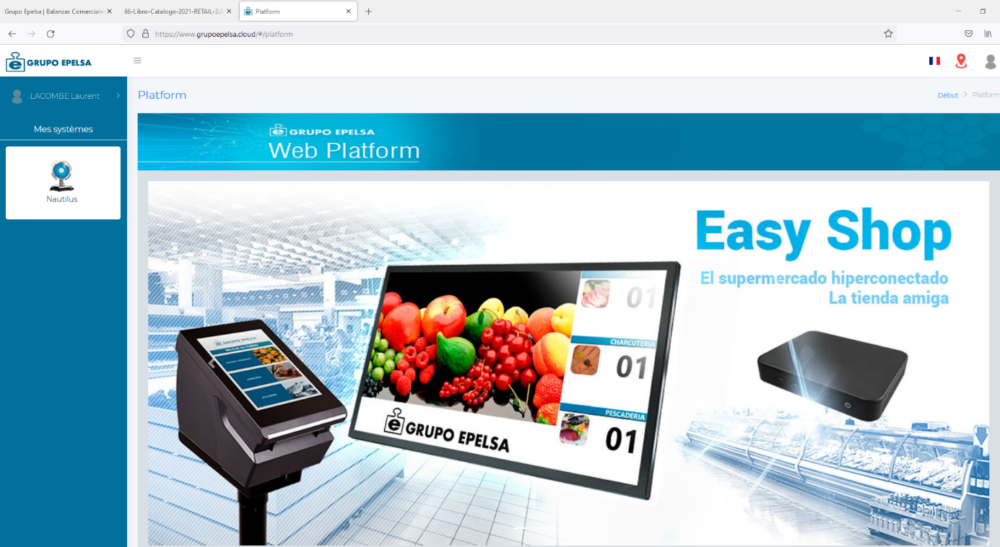 Grupo Epelsa | Balanzas Comerciales
66-Libro-Catalogo-2021-RETAIL-2.0
Platform
https://www.grupoepelsa.cloud/#/platform
GRUPO EPELSA
LACOMBE Laurent
Mes systèmes
Nautilus
Platform
Début > Platform
GRUPO EPELSA
Web Platform
Easy Shop
El supermercado hiperconectado
La tienda amiga
01
CHARCUTERIA
01
PESCADERIA
01
GRUPO EPELSA
GRUPO EPELSA